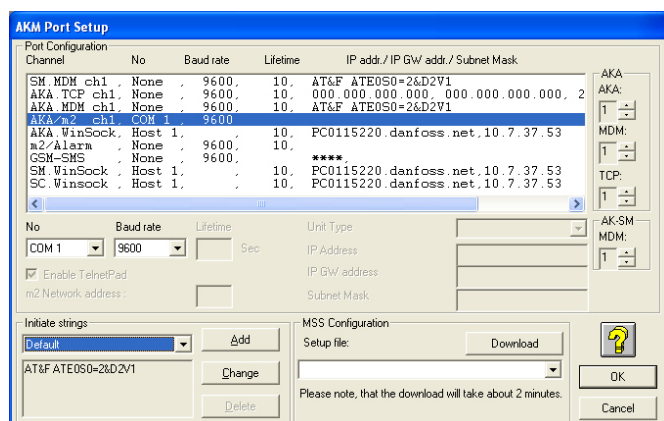 AKM Port Setup
Port Configuration
Channel No Baud rate Lifetime IP addr./ IP GW addr./ Subnet Mask
SM.MDM ch1 , None , 9600, 10, AT&F ATE0S0=2&D2V1
AKA.TCP ch1, None , 9600, 10, 000.000.000.000, 000.000.000.000, 2
AKA.MDM ch1, None , 9600, 10, AT&F ATE0S0=2&D2V1
AKA/m2 ch1, COM 1 , 9600
AKA.WinSock, Host 1, , 10, PC0115220.danfoss.net,10.7.37.53
m2/Alarm , None , 9600, 10,
GSM-SMS , None , 9600, ****,
SM.WinSock , Host 1, , 10, PC0115220.danfoss.net,10.7.37.53
SC.Winsock , Host 1, , 10, PC0115220.danfoss.net,10.7.37.53
AKA
AKA:
1
MDM:
1
TCP:
1
AK-SM
MDM:
1
No Baud rate Lifetime Unit Type
COM 1 9600 Sec IP Address
Enable TelnetPad IP GW address
m2 Network address : Subnet Mask
Initiate strings
Default
Add
AT&F ATE0S0=2&D2V1
Change
Delete
MSS Configuration
Setup file: Download
Please note, that the download will take about 2 minutes.
?
OK
Cancel